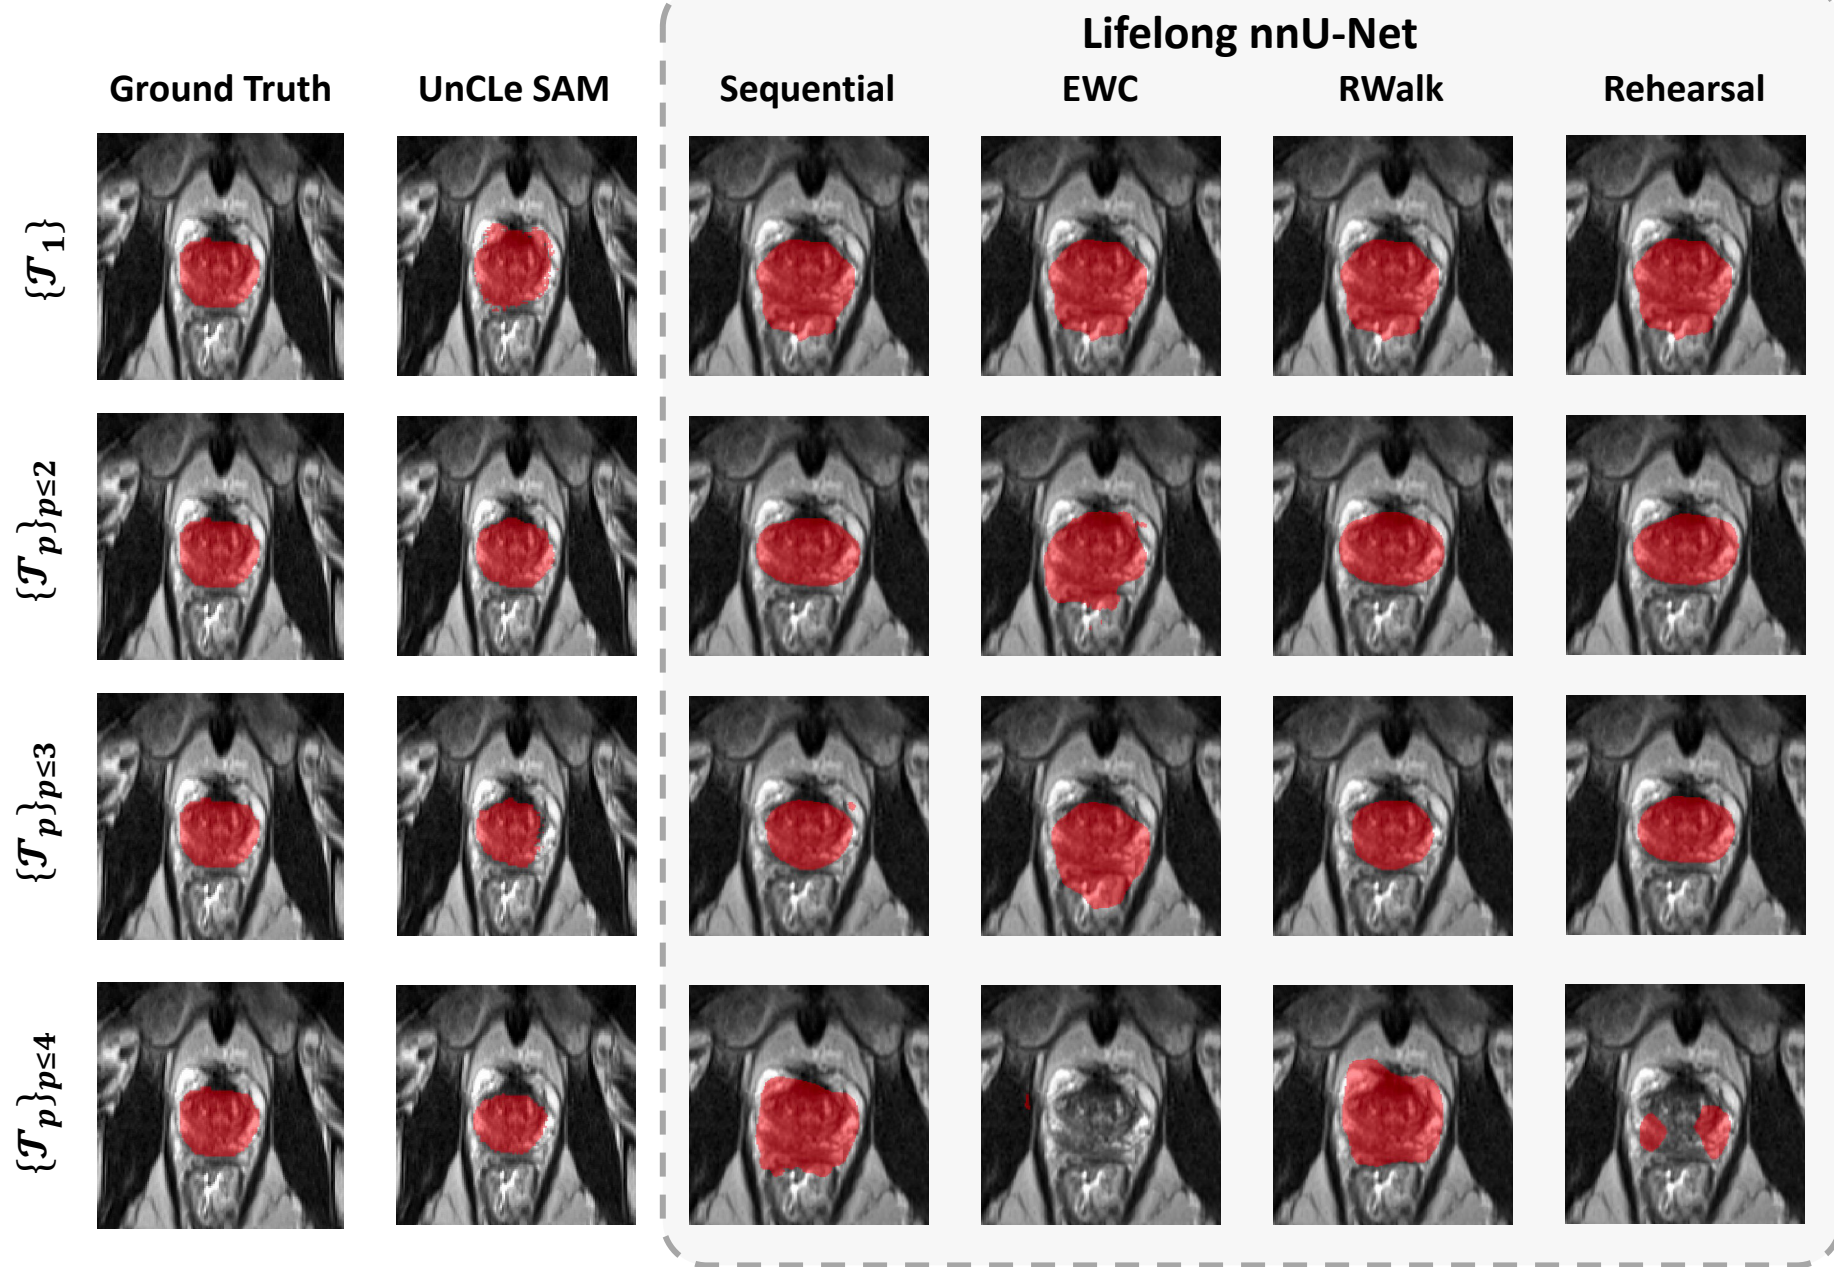 Lifelong nnU-Net
Ground Truth UnCLe SAM Sequential EWC RWalk Rehearsal
{𝒯₁}
{𝒯ₚ}ₚ≤₂
{𝒯ₚ}ₚ≤₃
{𝒯ₚ}ₚ≤₄